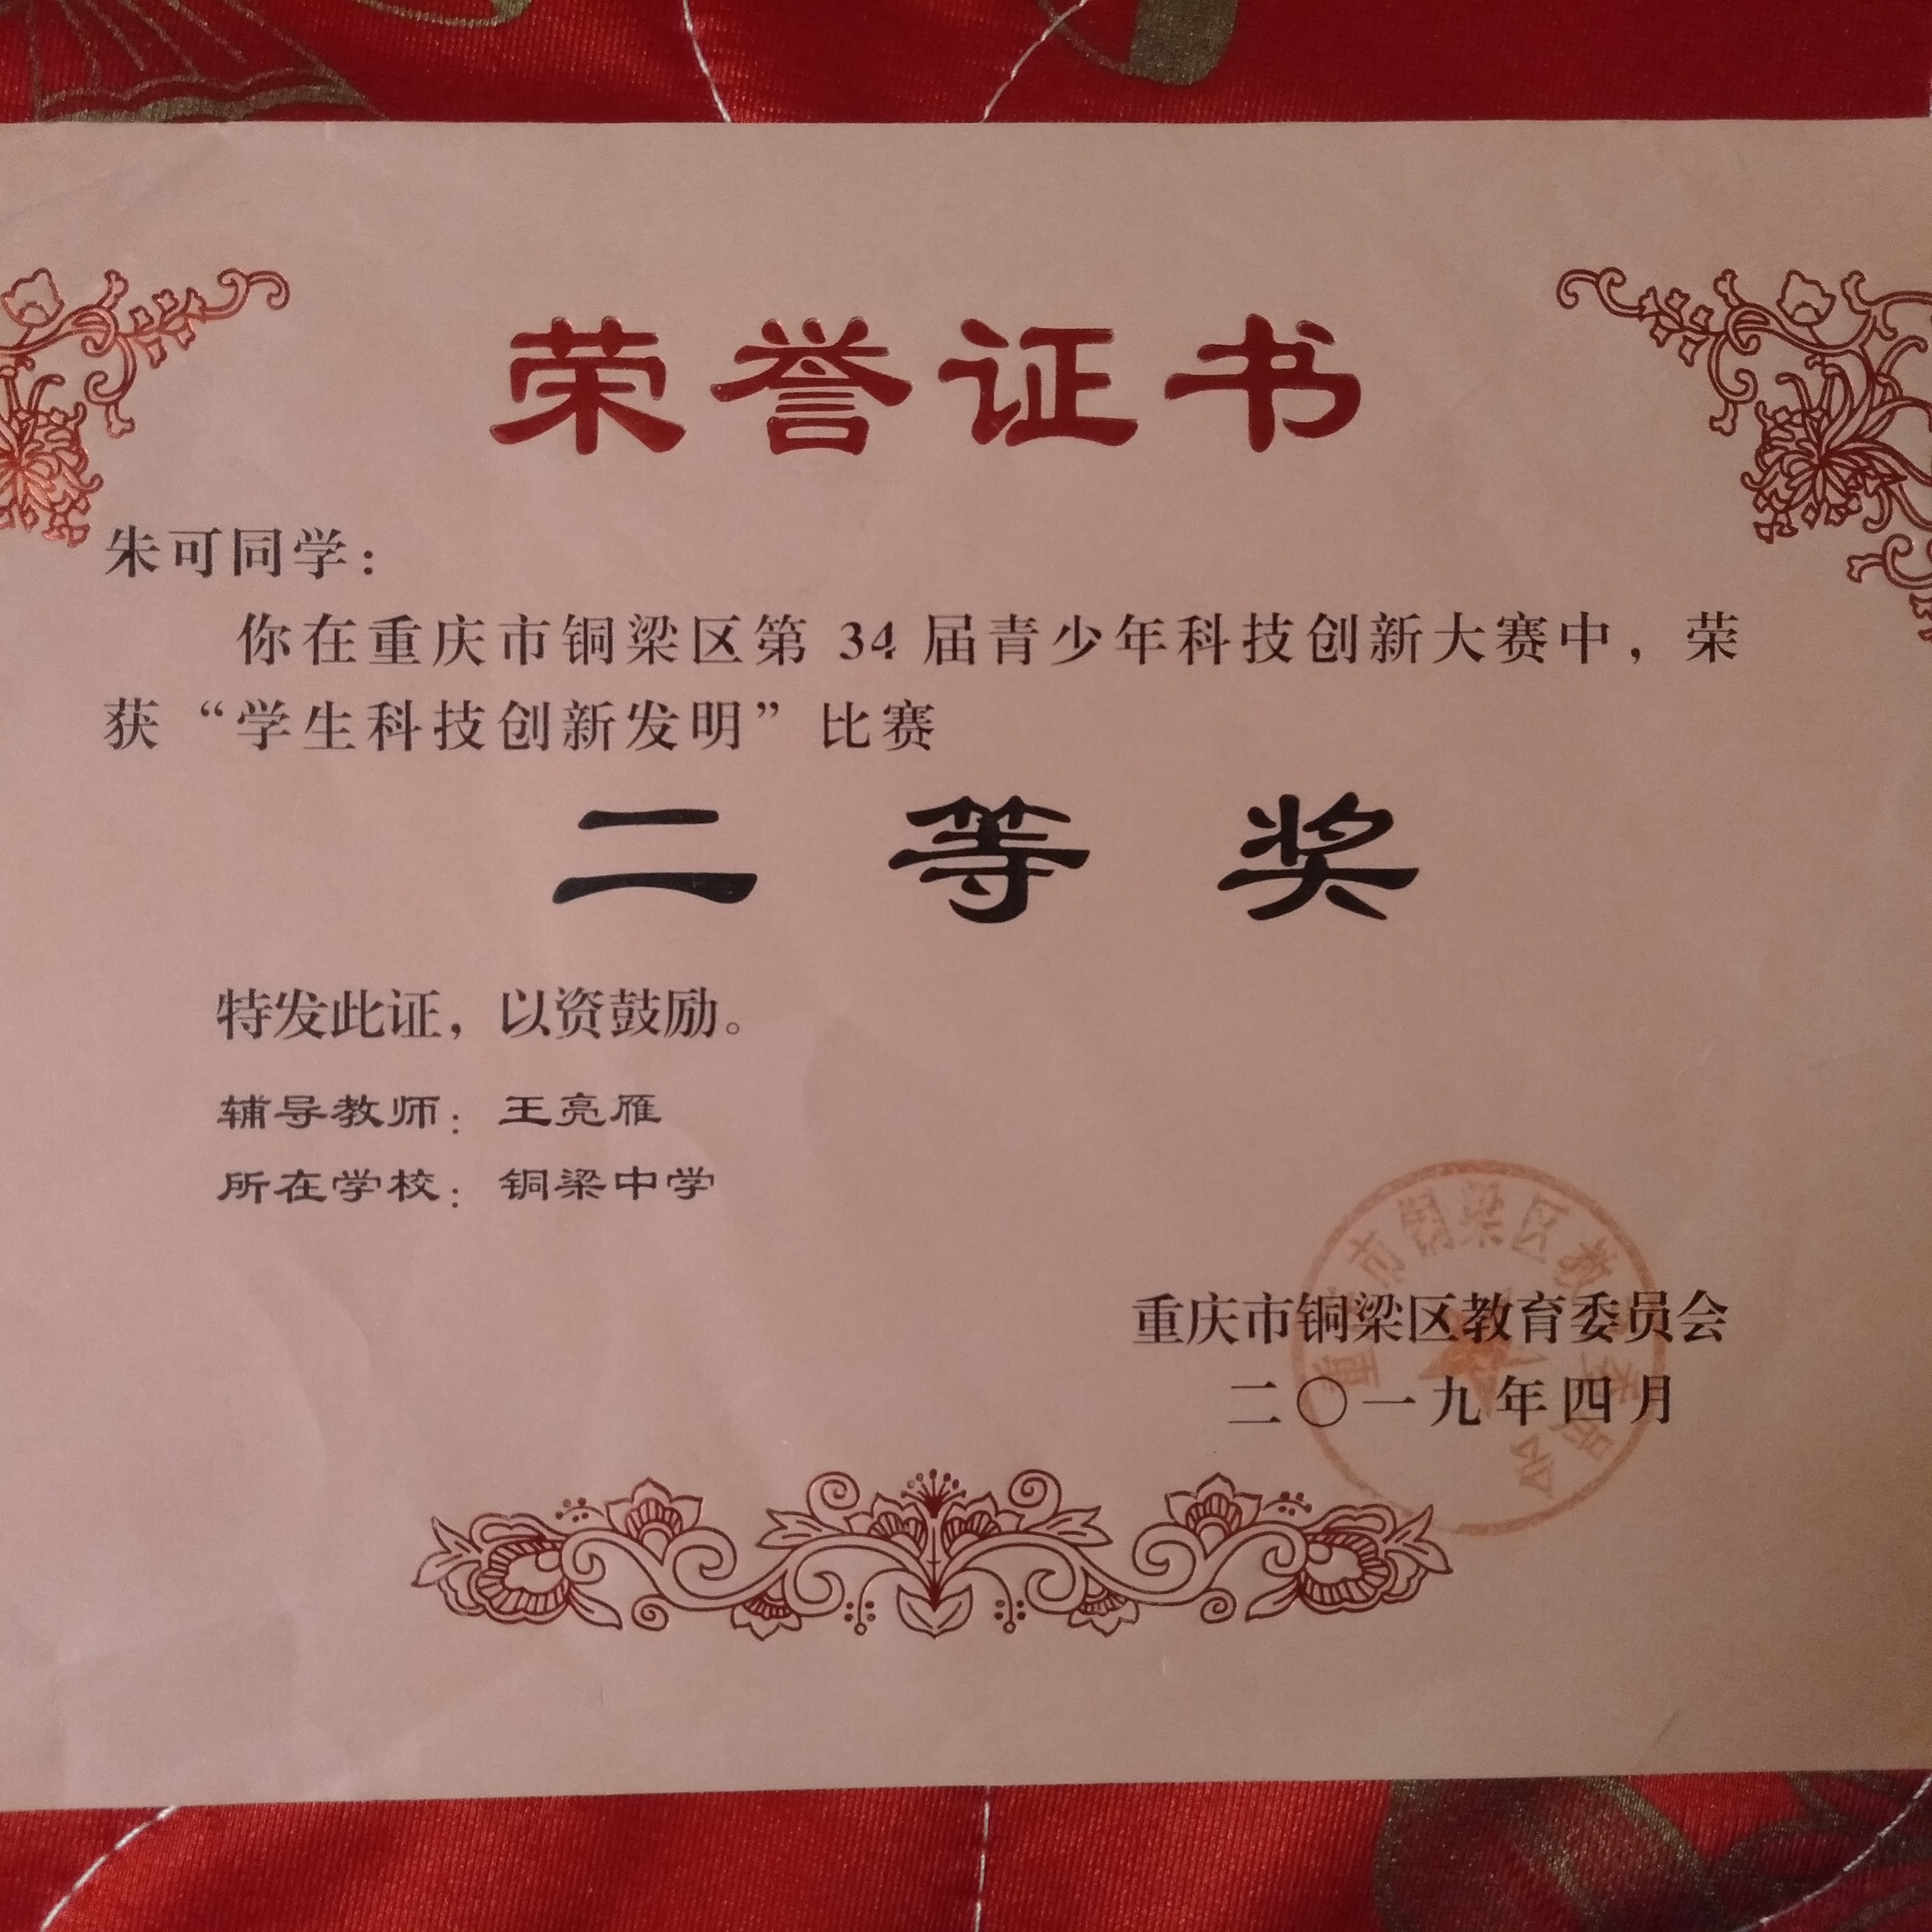 荣誉证书
朱可同学：
你在重庆市铜梁区第 34 届青少年科技创新大赛中，荣
获“学生科技创新发明”比赛
二等奖
特发此证，以资鼓励。
辅导教师：王亮雁
所在学校：铜梁中学
重庆市铜梁区教育委员会
二〇一九年四月
重庆市铜梁区教育委员会